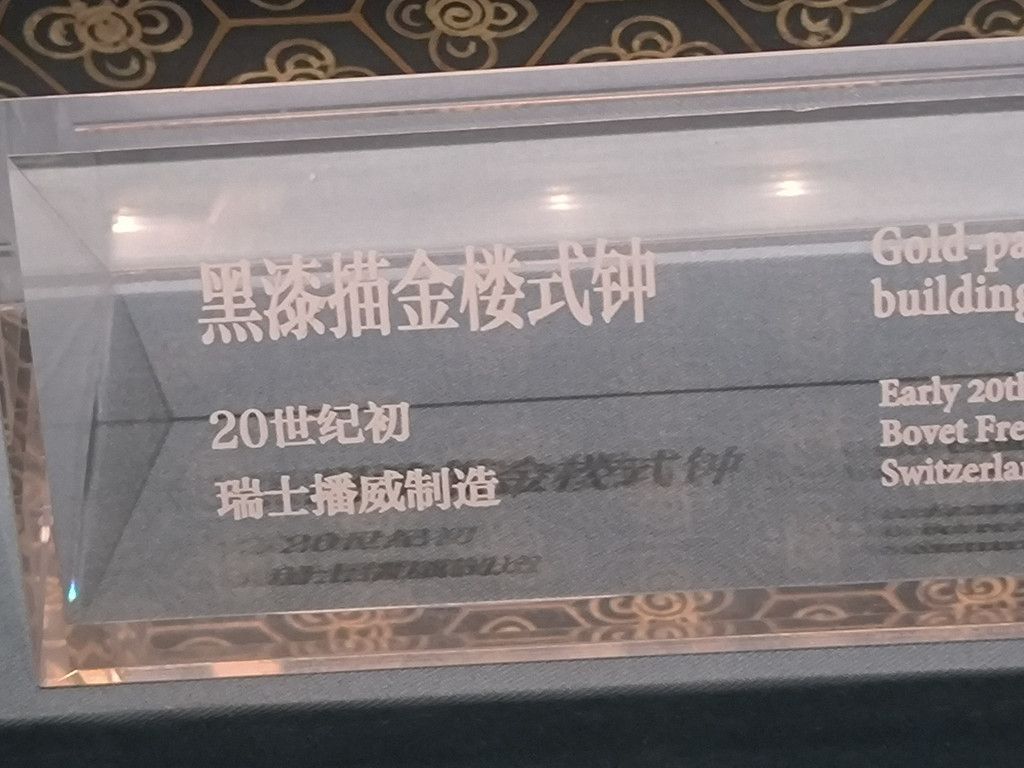 黑漆描金楼式钟
20世纪初
瑞士播威制造
Gold-pa
building
Early 20th
Bovet Fre
Switzerlan